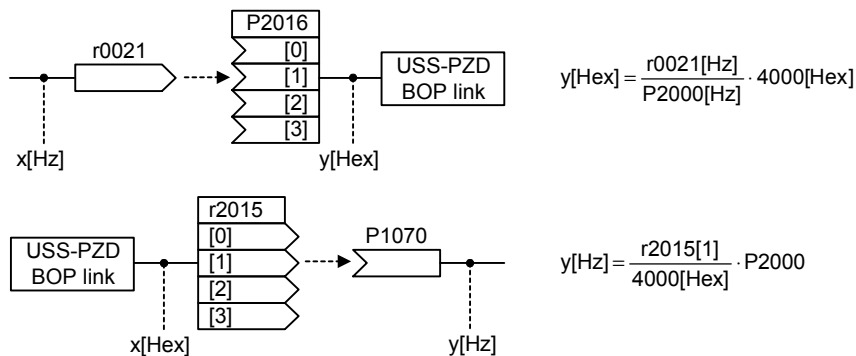 P2016
r0021
[0]
[1]
[2]
[3]
USS-PZD
BOP link
x[Hz]
y[Hex]
y[Hex] = r0021[Hz] / P2000[Hz] · 4000[Hex]
r2015
[0]
[1]
[2]
[3]
USS-PZD
BOP link
P1070
x[Hex]
y[Hz]
y[Hz] = r2015[1] / 4000[Hex] · P2000